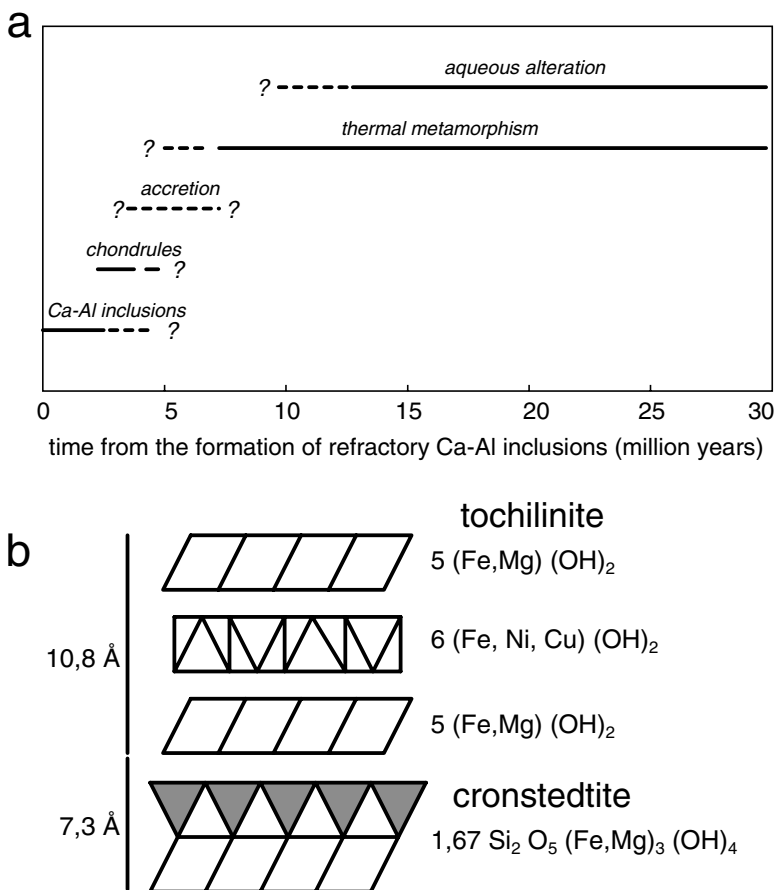 a
aqueous alteration
?
thermal metamorphism
?
accretion
? ?
chondrules
?
Ca-Al inclusions
?
0 5 10 15 20 25 30
time from the formation of refractory Ca-Al inclusions (million years)
b
tochilinite
5 (Fe,Mg) (OH)₂
6 (Fe, Ni, Cu) (OH)₂
10,8 Å
5 (Fe,Mg) (OH)₂
cronstedtite
7,3 Å
1,67 Si₂ O₅ (Fe,Mg)₃ (OH)₄